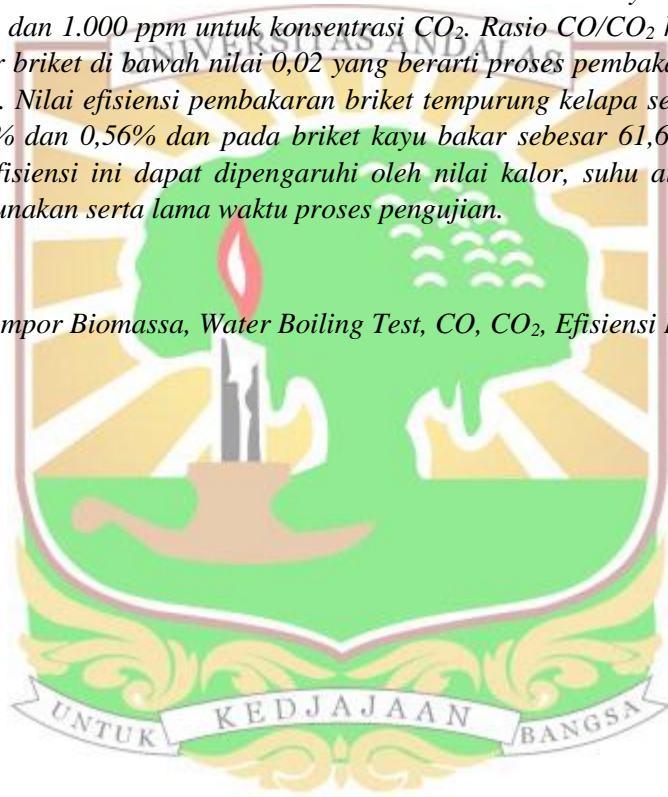 dan 1.000 ppm untuk konsentrasi CO₂. Rasio CO/CO₂
UNIVERSITAS ANDALAS
briket di bawah nilai 0,02 yang berarti proses
. Nilai efisiensi pembakaran briket tempurung kelapa
% dan 0,56% dan pada briket kayu bakar sebesar 61,6
fisiensi ini dapat dipengaruhi oleh nilai kalor, suhu
unakan serta lama waktu proses pengujian.
mpor Biomassa, Water Boiling Test, CO, CO₂, Efisiensi
UNTUK KEDJAJAAN BANGSA